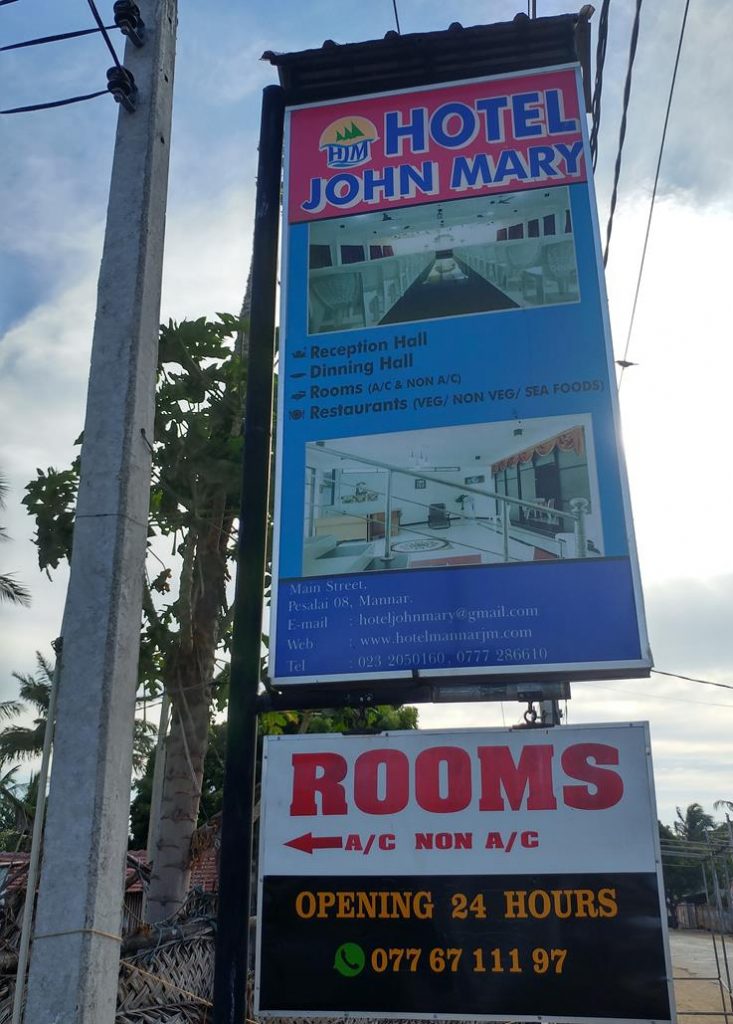 HJM HOTEL
JOHN MARY
Reception Hall
Dinning Hall
Rooms (A/C & NON A/C)
Restaurants (VEG/ NON VEG/ SEA FOODS)
Main Street,
Pesalai 08, Mannar.
E-mail : hoteljohnmary@gmail.com
Web : www.hotelmannarjm.com
Tel : 023 2050160, 0777 286610
ROOMS
A/C NON A/C
OPENING 24 HOURS
077 67 111 97